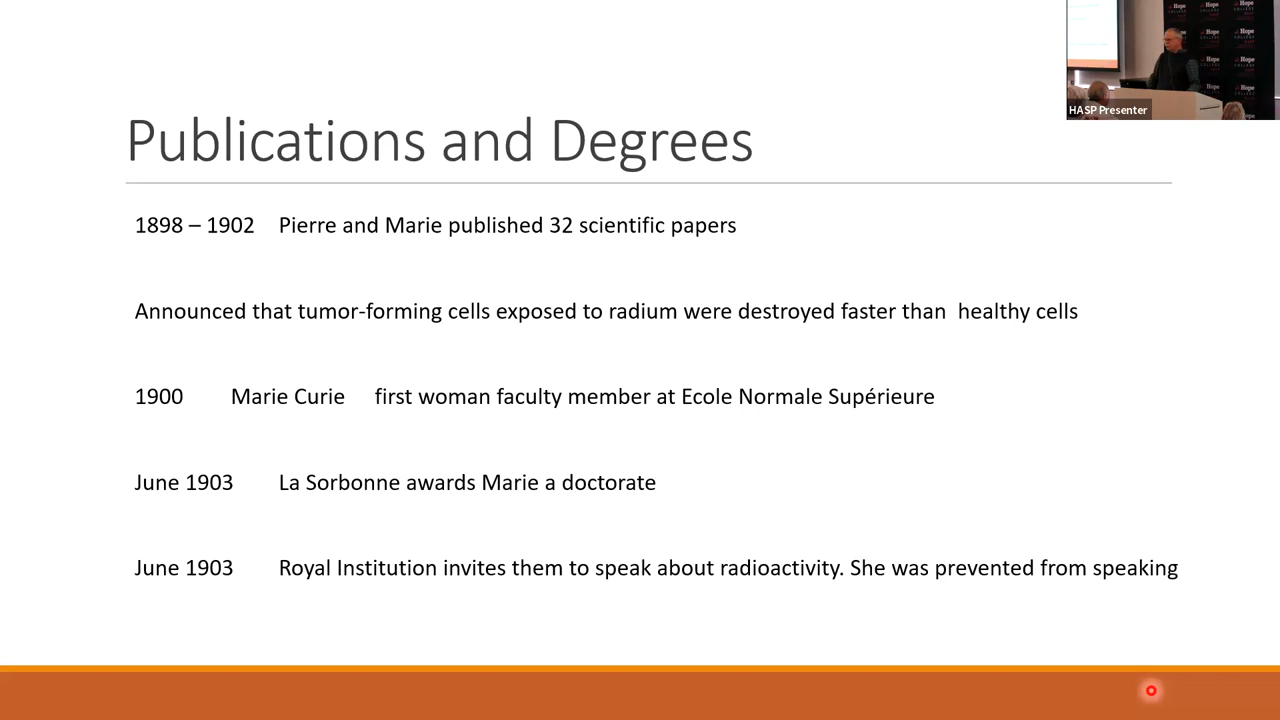 Publications and Degrees
1898 – 1902 Pierre and Marie published 32 scientific papers
Announced that tumor-forming cells exposed to radium were destroyed faster than healthy cells
1900 Marie Curie first woman faculty member at Ecole Normale Supérieure
June 1903 La Sorbonne awards Marie a doctorate
June 1903 Royal Institution invites them to speak about radioactivity. She was prevented from speaking
HASP Presenter
Hope
COLLEGE